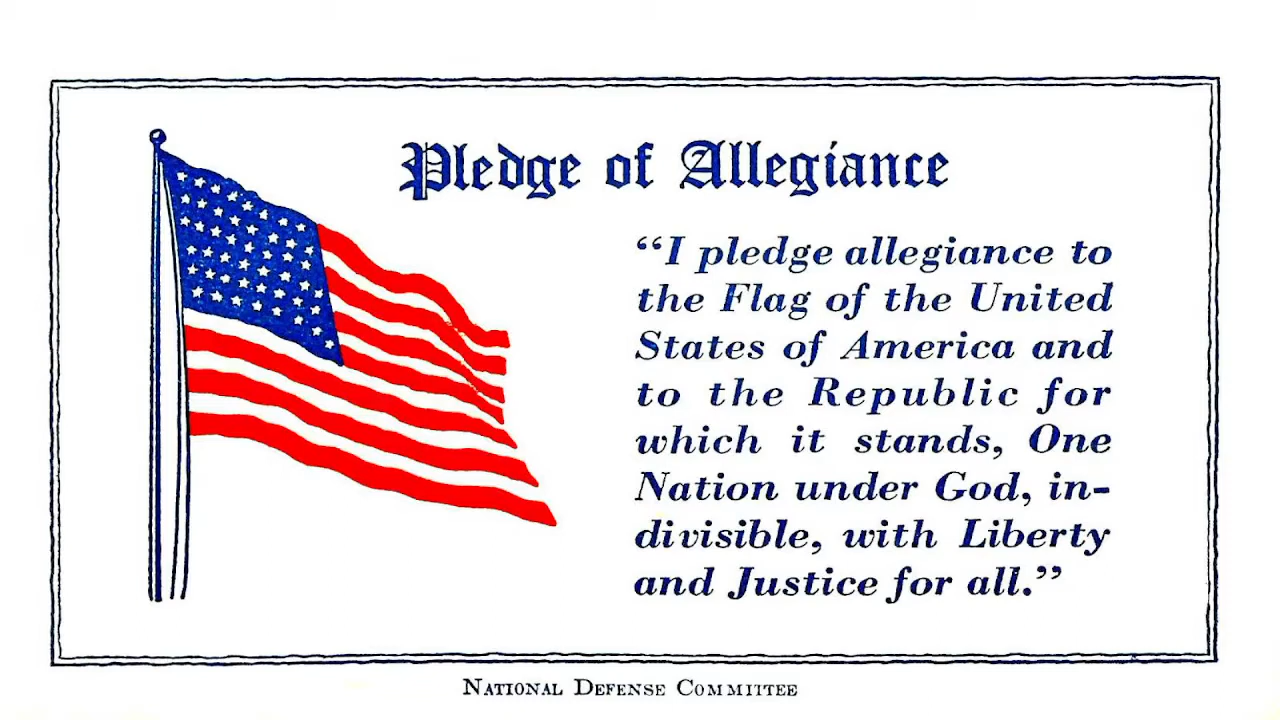 Pledge of Allegiance
“I pledge allegiance to
the Flag of the United
States of America and
to the Republic for
which it stands, One
Nation under God, in-
divisible, with Liberty
and Justice for all.”
NATIONAL DEFENSE COMMITTEE